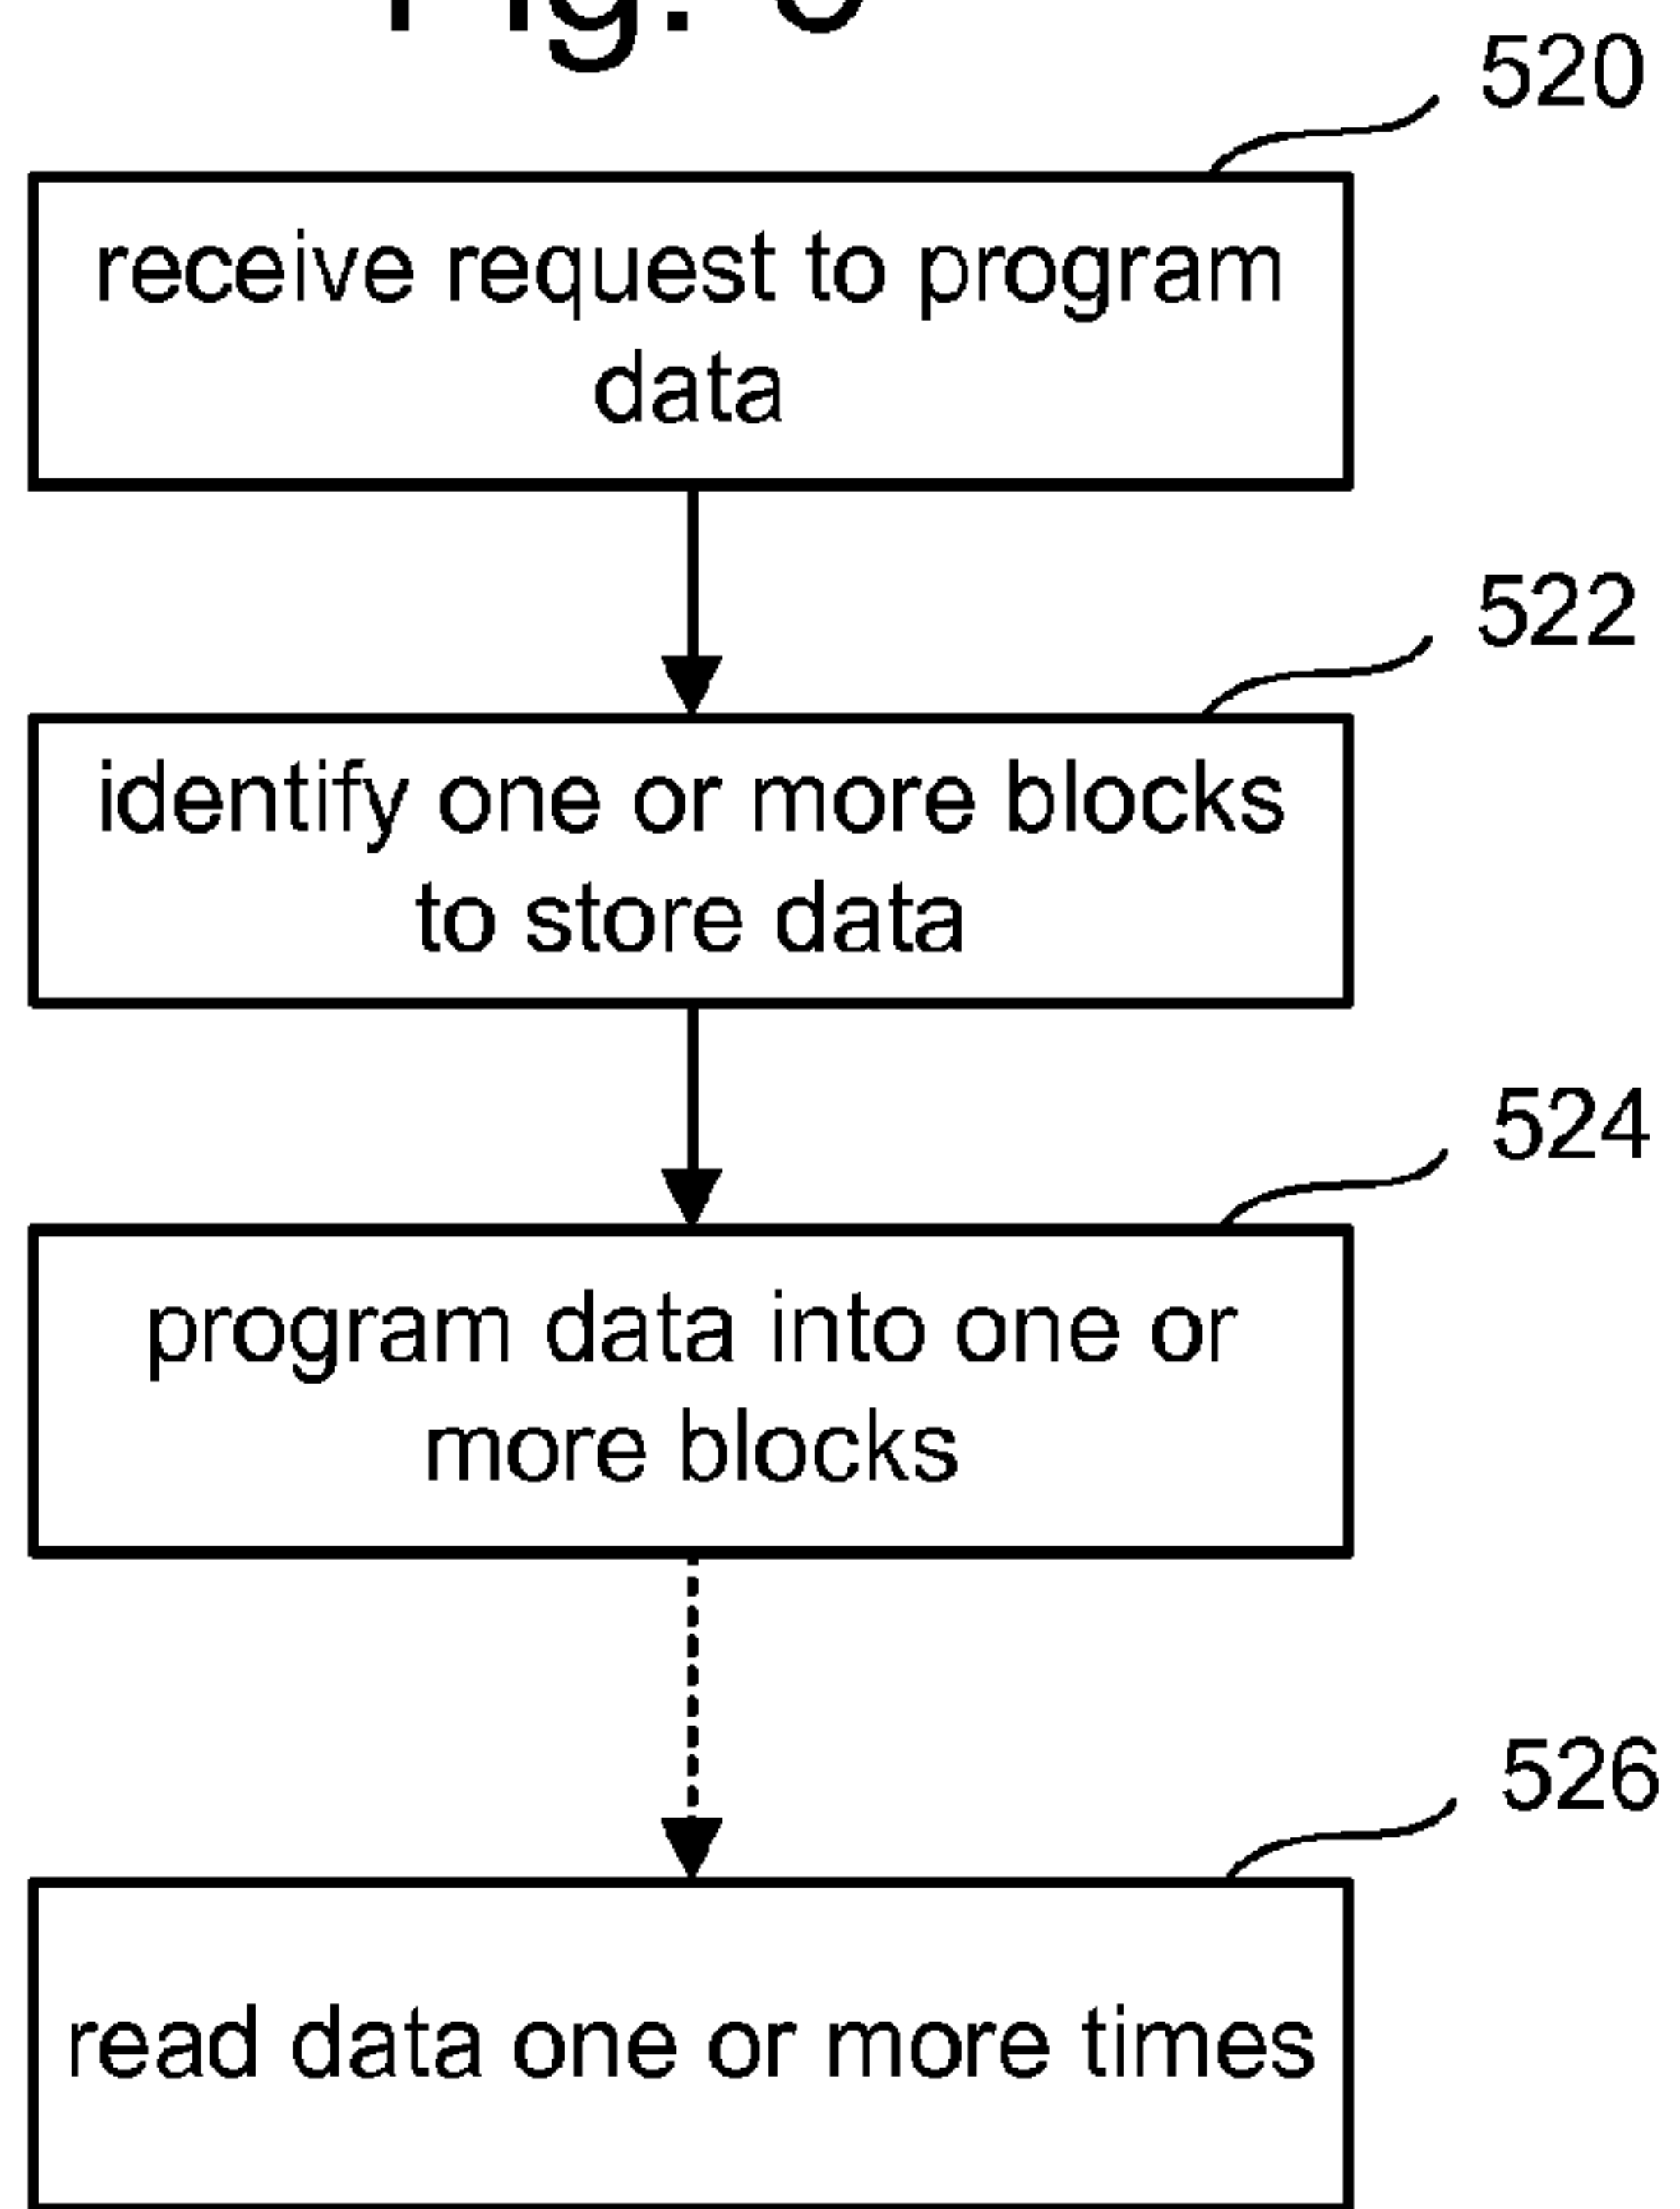 Fig.
520
receive request to program
data
522
identify one or more blocks
to store data
524
program data into one or
more blocks
526
read data one or more times